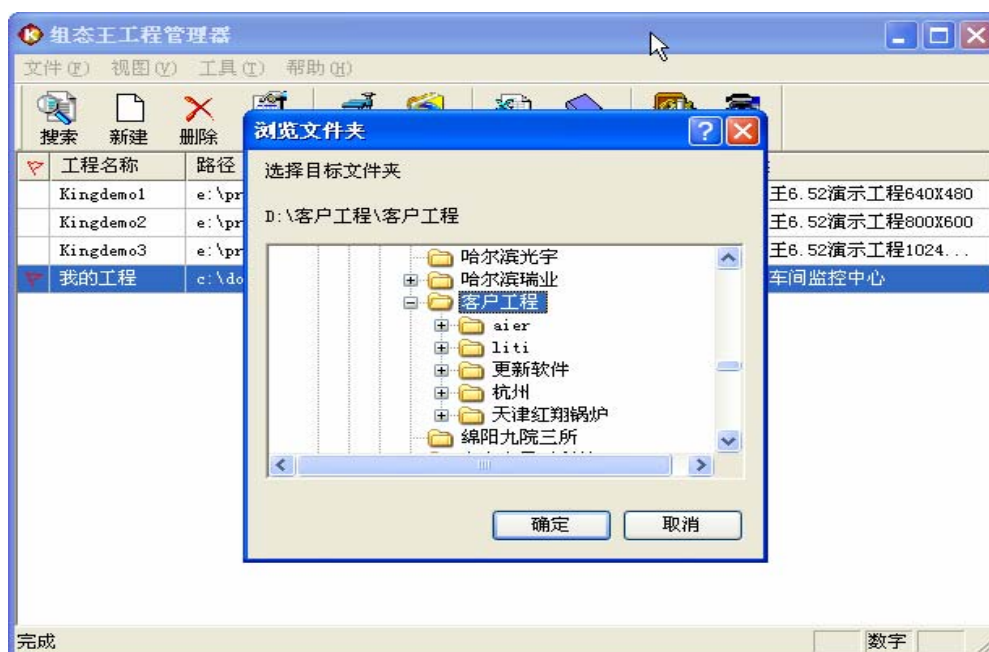 组态王工程管理器
文件(F) 视图(V) 工具(T) 帮助(H)
搜索 新建 删除
工程名称 路径
Kingdemo1 e:\pr 王6.52演示工程640X480
Kingdemo2 e:\pr 王6.52演示工程800X600
Kingdemo3 e:\pr 王6.52演示工程1024...
我的工程 c:\do 车间监控中心
浏览文件夹
选择目标文件夹
D:\客户工程\客户工程
哈尔滨光宇
哈尔滨瑞业
客户工程
aier
liti
更新软件
杭州
天津红翔锅炉
绵阳九院三所
确定 取消
完成 数字